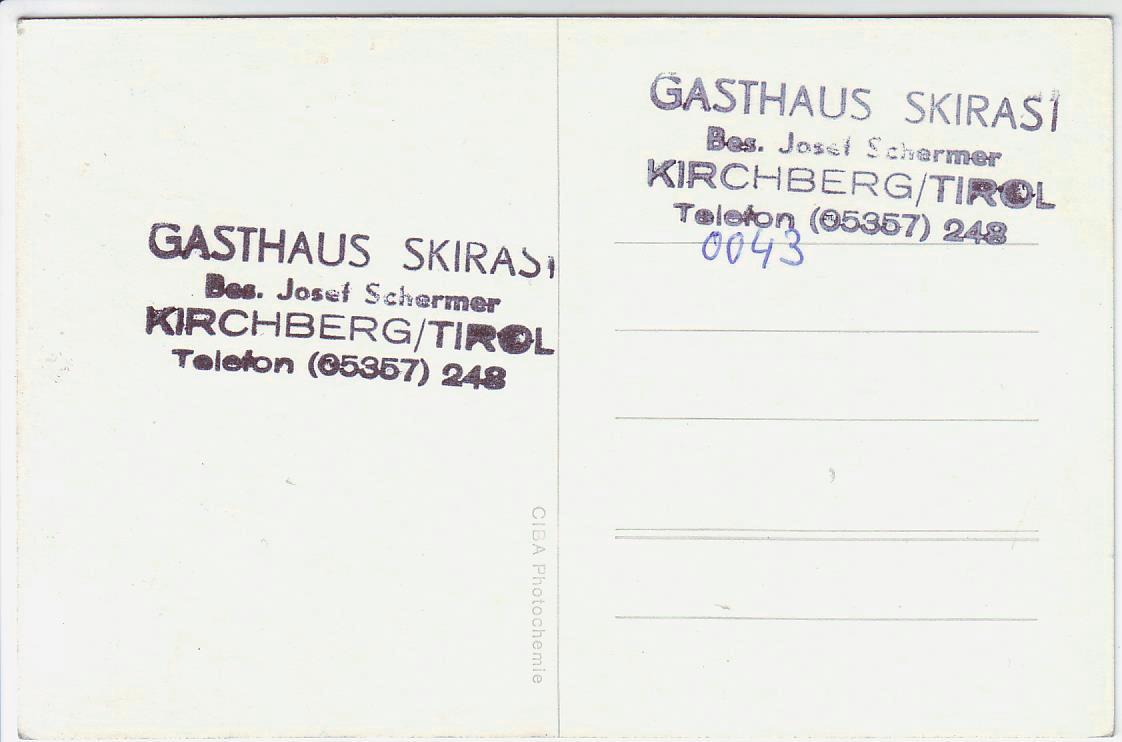 GASTHAUS SKIRAST
Bes. Josef Schermer
KIRCHBERG/TIROL
Telefon (05357) 248
GASTHAUS SKIRAST
Bes. Josef Schermer
KIRCHBERG/TIROL
Telefon (05357) 248
0043
CIBA Photochemie